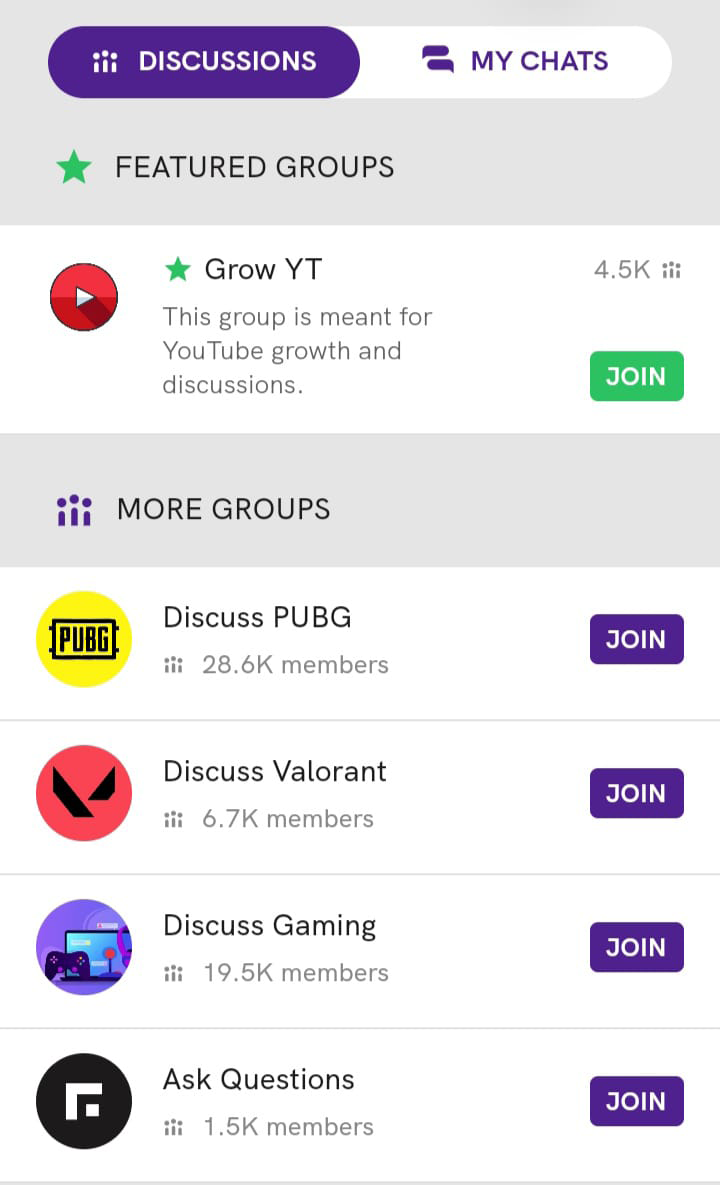 DISCUSSIONS
MY CHATS
FEATURED GROUPS
Grow YT
4.5K
This group is meant for
YouTube growth and
discussions.
JOIN
MORE GROUPS
PUBG
Discuss PUBG
28.6K members
JOIN
Discuss Valorant
6.7K members
JOIN
Discuss Gaming
19.5K members
JOIN
Ask Questions
1.5K members
JOIN